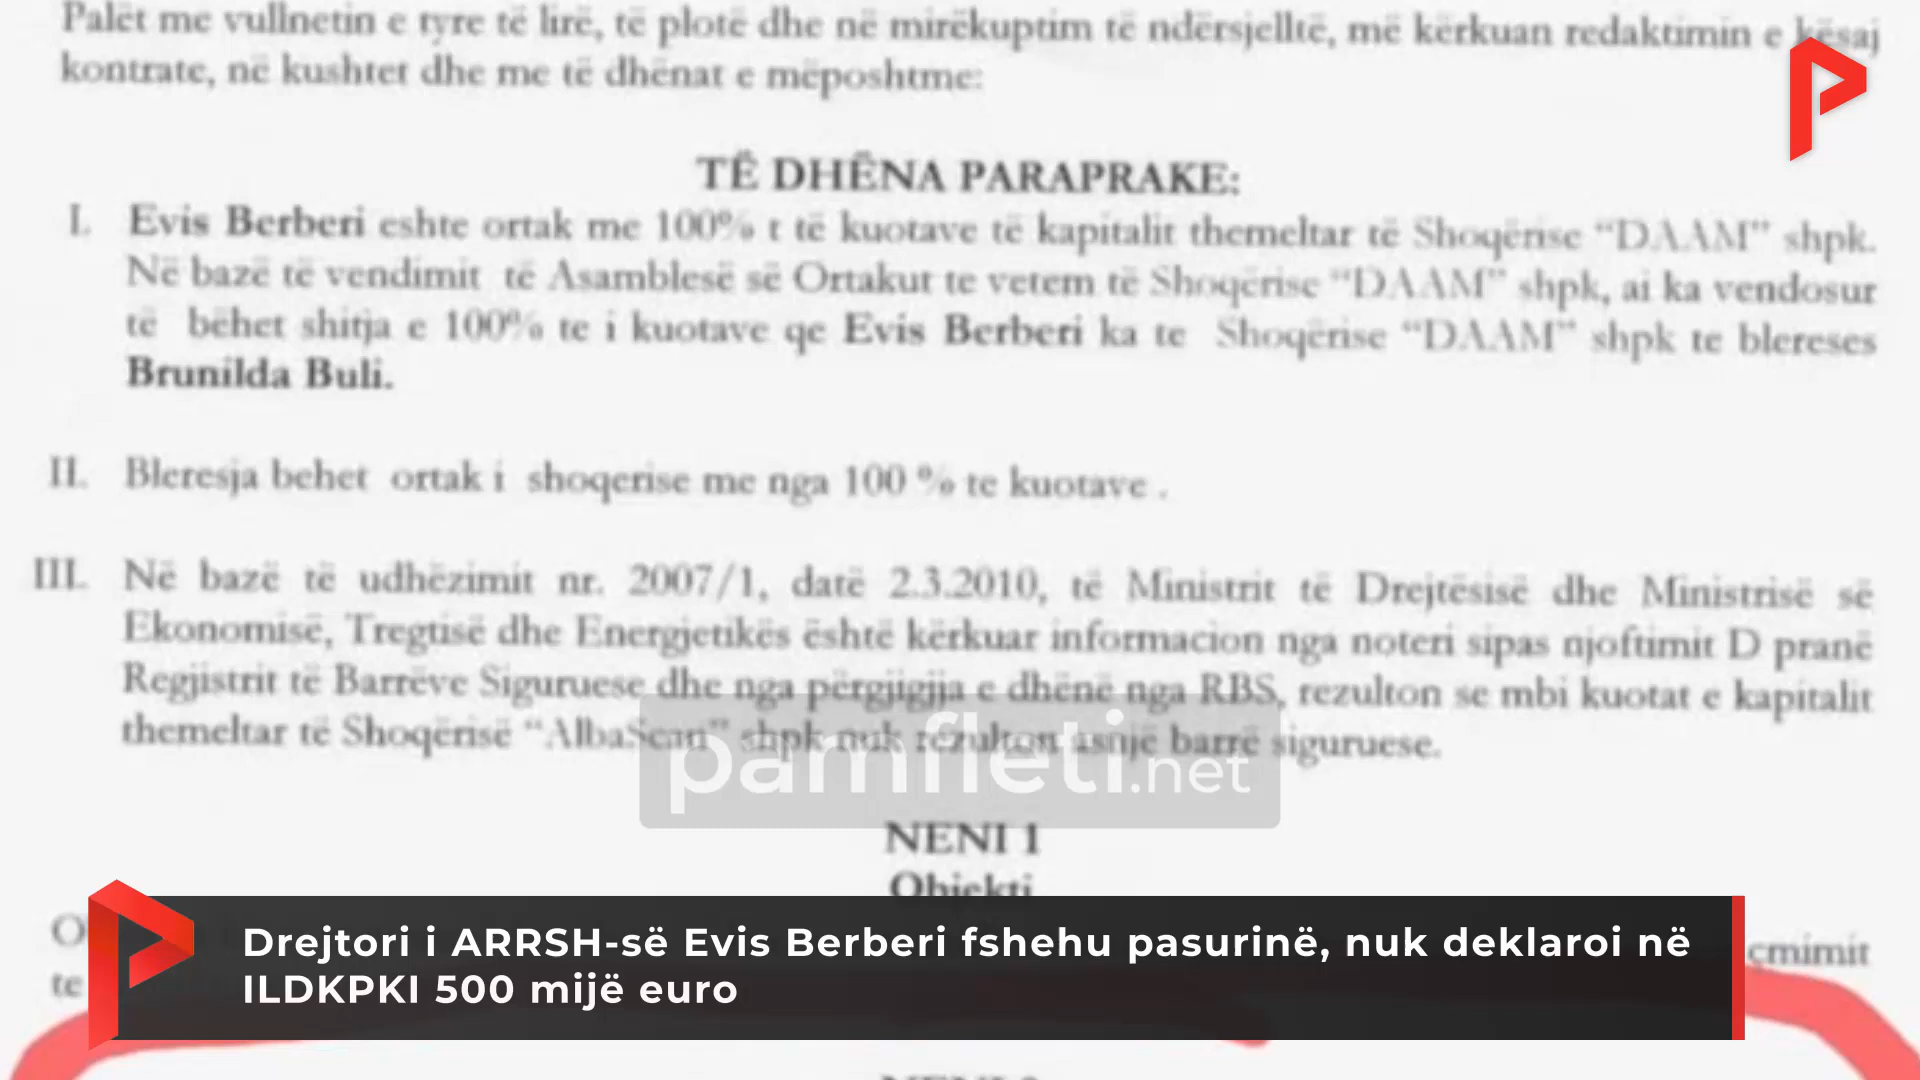 Palët me vullnetin e tyre të lirë, të plotë dhe në mirëkuptim të ndërsjelltë, më kërkuan redaktimin e kësaj
kontrate, në kushtet dhe me të dhënat e mëposhtme:
TË DHËNA PARAPRAKE:
I. Evis Berberi eshte ortak me 100% t të kuotave të kapitalit themeltar të Shoqërise “DAAM” shpk.
Në bazë të vendimit të Asamblesë së Ortakut te vetem të Shoqërise “DAAM” shpk, ai ka vendosur
të bëhet shitja e 100% te i kuotave qe Evis Berberi ka te Shoqërise “DAAM” shpk te blereses
Brunilda Buli.
II. Bleresja behet ortak i shoqerise me nga 100 % te kuotave .
III. Në bazë të udhëzimit nr. 2007/1, datë 2.3.2010, të Ministrit të Drejtësisë dhe Ministrisë së
Ekonomisë, Tregtisë dhe Energjetikës është kërkuar informacion nga noteri sipas njoftimit D pranë
Regjistrit të Barrëve Siguruese dhe nga përgjigjja e dhënë nga RBS, rezulton se mbi kuotat e kapitalit
themeltar të Shoqërisë “AlbaScan” shpk nuk rezulton asnjë barrë siguruese.
pamfleti.net
NENI 1
Objekti
cmimit
te
Drejtori i ARRSH-së Evis Berberi fshehu pasurinë, nuk deklaroi në
ILDKPKI 500 mijë euro